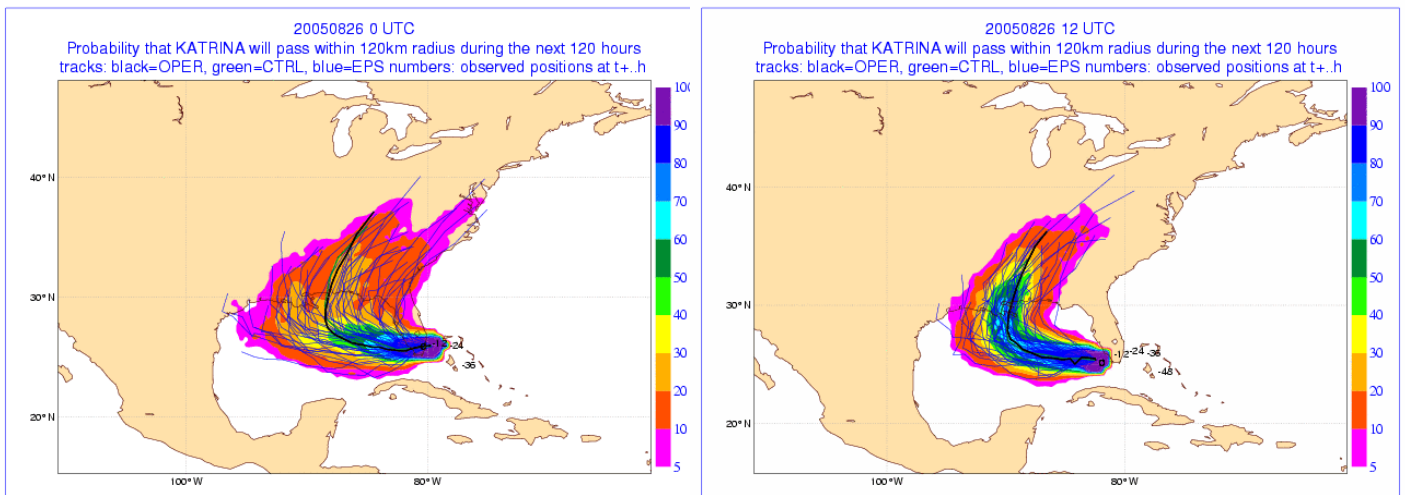 20050826 0 UTC
Probability that KATRINA will pass within 120km radius during the next 120 hours
tracks: black=OPER, green=CTRL, blue=EPS numbers: observed positions at t+..h
100
90
80
70
60
50
40
30
20
10
5
40°N
30°N
20°N
100°W
80°W
-12
-24
-36
20050826 12 UTC
Probability that KATRINA will pass within 120km radius during the next 120 hours
tracks: black=OPER, green=CTRL, blue=EPS numbers: observed positions at t+..h
100
90
80
70
60
50
40
30
20
10
5
40°N
30°N
20°N
100°W
80°W
0
-12
-24
-36
-48